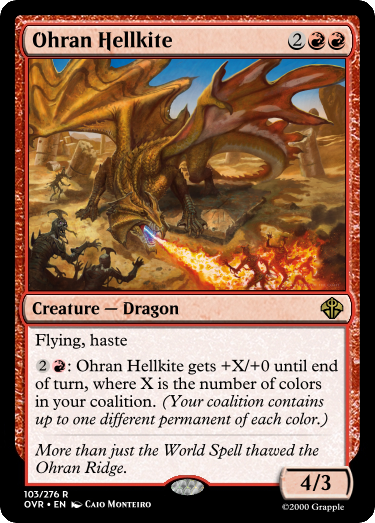 Ohran Hellkite 2
Creature — Dragon
Flying, haste
2 : Ohran Hellkite gets +X/+0 until end
of turn, where X is the number of colors
in your coalition. (Your coalition contains
up to one different permanent of each color.)
More than just the World Spell thawed the
Ohran Ridge.
4/3
103/276 R
OVR • EN Caio Monteiro
©2000 Grapple